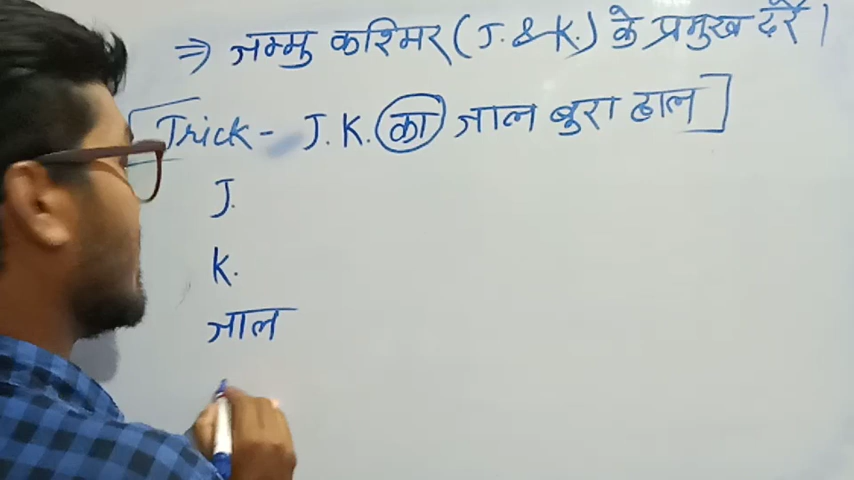 ⇒ जम्मु कश्मिर (J.&K.) के प्रमुख दर्रे।
[Trick - J.K. का जाल बुरा हाल]
J.
K.
जाल